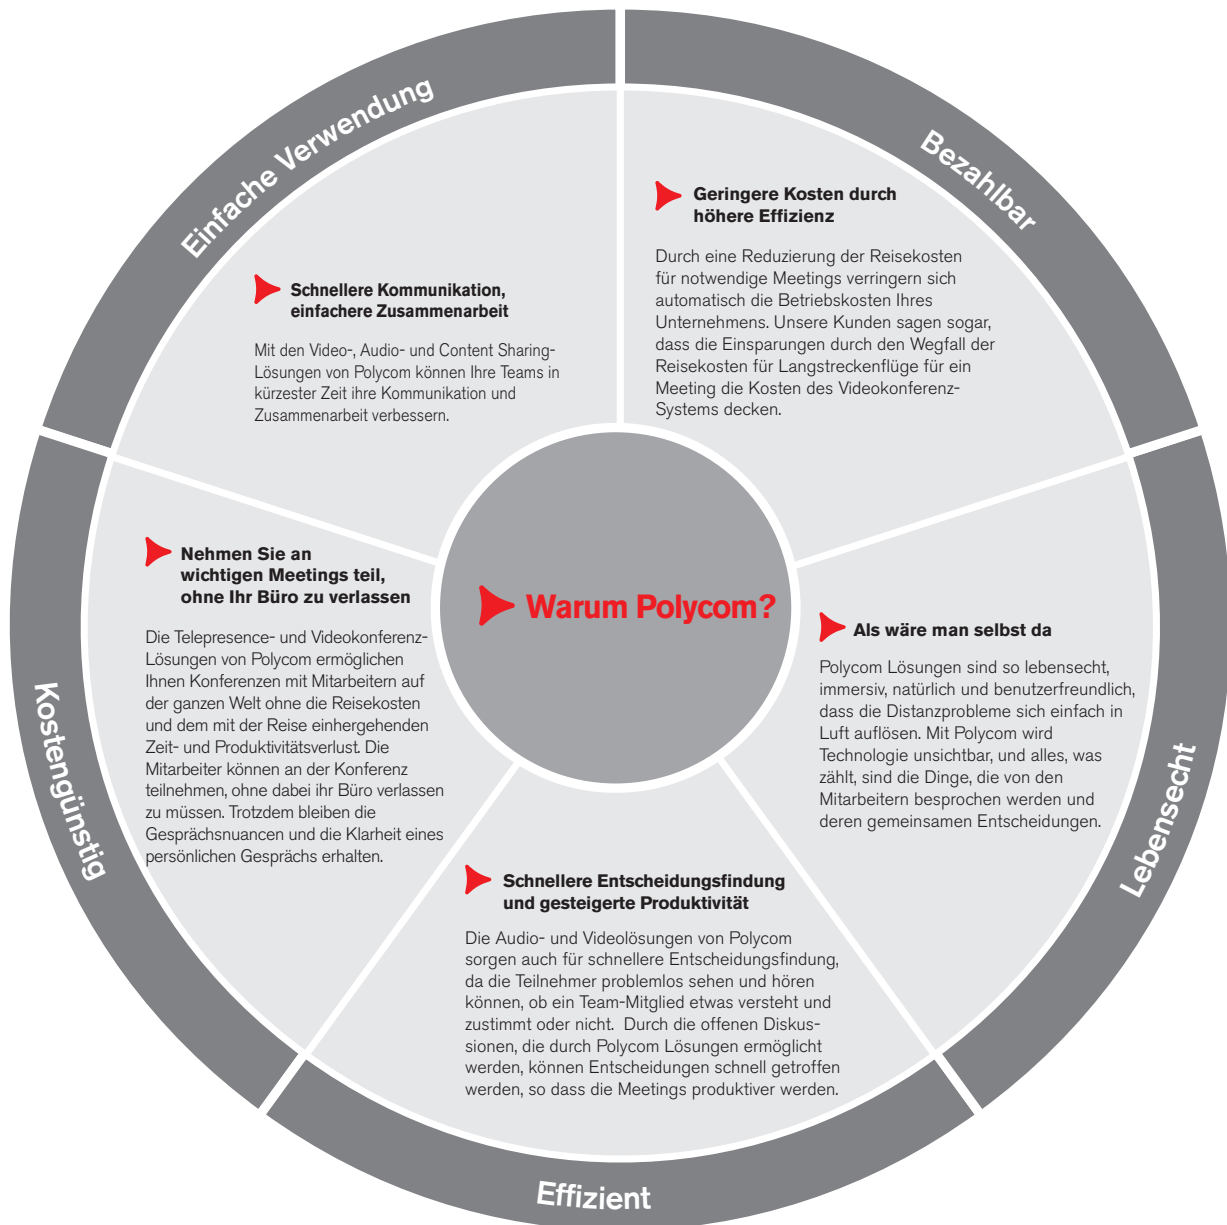 Warum Polycom?
Bezahlbar
Geringere Kosten durch
höhere Effizienz
Durch eine Reduzierung der Reisekosten
für notwendige Meetings verringern sich
automatisch die Betriebskosten Ihres
Unternehmens. Unsere Kunden sagen sogar,
dass die Einsparungen durch den Wegfall der
Reisekosten für Langstreckenflüge für ein
Meeting die Kosten des Videokonferenz-
Systems decken.
Lebensecht
Als wäre man selbst da
Polycom Lösungen sind so lebensecht,
immersiv, natürlich und benutzerfreundlich,
dass die Distanzprobleme sich einfach in
Luft auflösen. Mit Polycom wird
Technologie unsichtbar, und alles, was
zählt, sind die Dinge, die von den
Mitarbeitern besprochen werden und
deren gemeinsamen Entscheidungen.
Effizient
Schnellere Entscheidungsfindung
und gesteigerte Produktivität
Die Audio- und Videolösungen von Polycom
sorgen auch für schnellere Entscheidungsfindung,
da die Teilnehmer problemlos sehen und hören
können, ob ein Team-Mitglied etwas versteht und
zustimmt oder nicht.  Durch die offenen Diskus-
sionen, die durch Polycom Lösungen ermöglicht
werden, können Entscheidungen schnell getroffen
werden, so dass die Meetings produktiver werden.
Kostengünstig
Nehmen Sie an
wichtigen Meetings teil,
ohne Ihr Büro zu verlassen
Die Telepresence- und Videokonferenz-
Lösungen von Polycom ermöglichen
Ihnen Konferenzen mit Mitarbeitern auf
der ganzen Welt ohne die Reisekosten
und dem mit der Reise einhergehenden
Zeit- und Produktivitätsverlust. Die
Mitarbeiter können an der Konferenz
teilnehmen, ohne dabei ihr Büro verlassen
zu müssen. Trotzdem bleiben die
Gesprächsnuancen und die Klarheit eines
persönlichen Gesprächs erhalten.
Einfache Verwendung
Schnellere Kommunikation,
einfachere Zusammenarbeit
Mit den Video-, Audio- und Content Sharing-
Lösungen von Polycom können Ihre Teams in
kürzester Zeit ihre Kommunikation und
Zusammenarbeit verbessern.